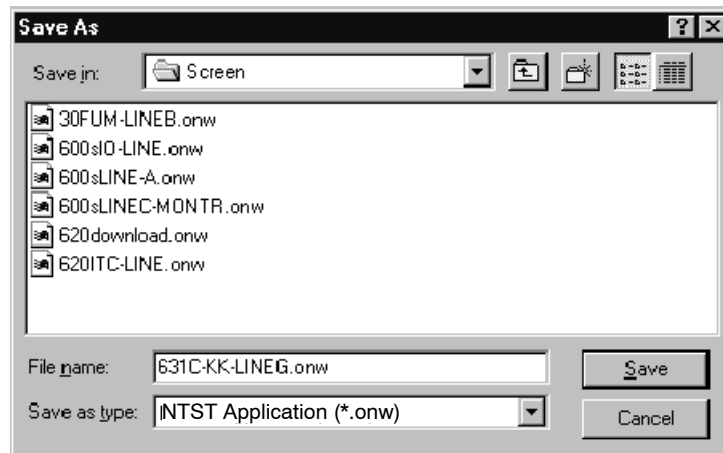 Save As
Save in: Screen
30FUM-LINEB.onw
600sIO-LINE.onw
600sLINE-A.onw
600sLINEC-MONTR.onw
620download.onw
620ITC-LINE.onw
File name: 631C-KK-LINEG.onw Save
Save as type: NTST Application (*.onw) Cancel